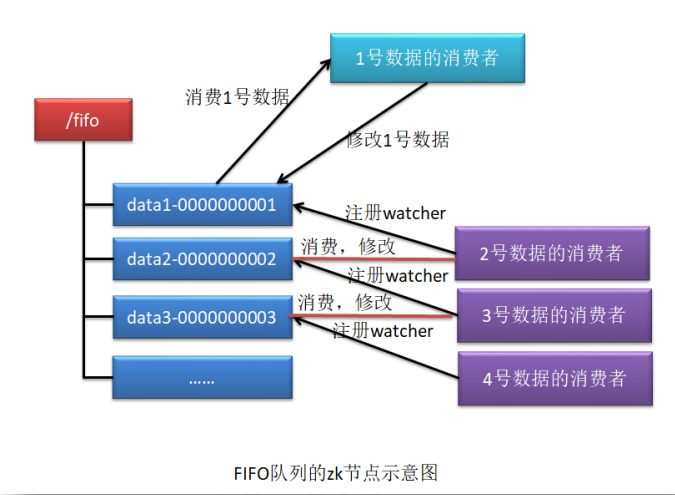 1号数据的消费者
消费1号数据
/fifo
修改1号数据
data1-0000000001
注册watcher
data2-0000000002
消费，修改
2号数据的消费者
注册watcher
data3-0000000003
消费，修改
3号数据的消费者
注册watcher
……
4号数据的消费者
FIFO队列的zk节点示意图